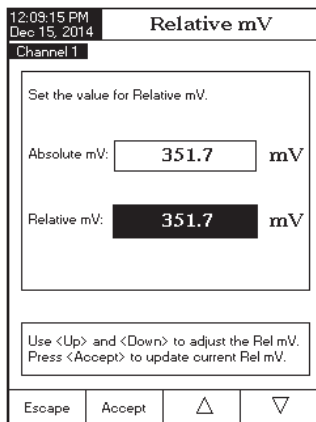 12:09:15 PM
Dec 15, 2014
Relative mV
Channel 1
Set the value for Relative mV.
Absolute mV: 351.7 mV
Relative mV: 351.7 mV
Use <Up> and <Down> to adjust the Rel mV.
Press <Accept> to update current Rel mV.
Escape Accept △ ▽